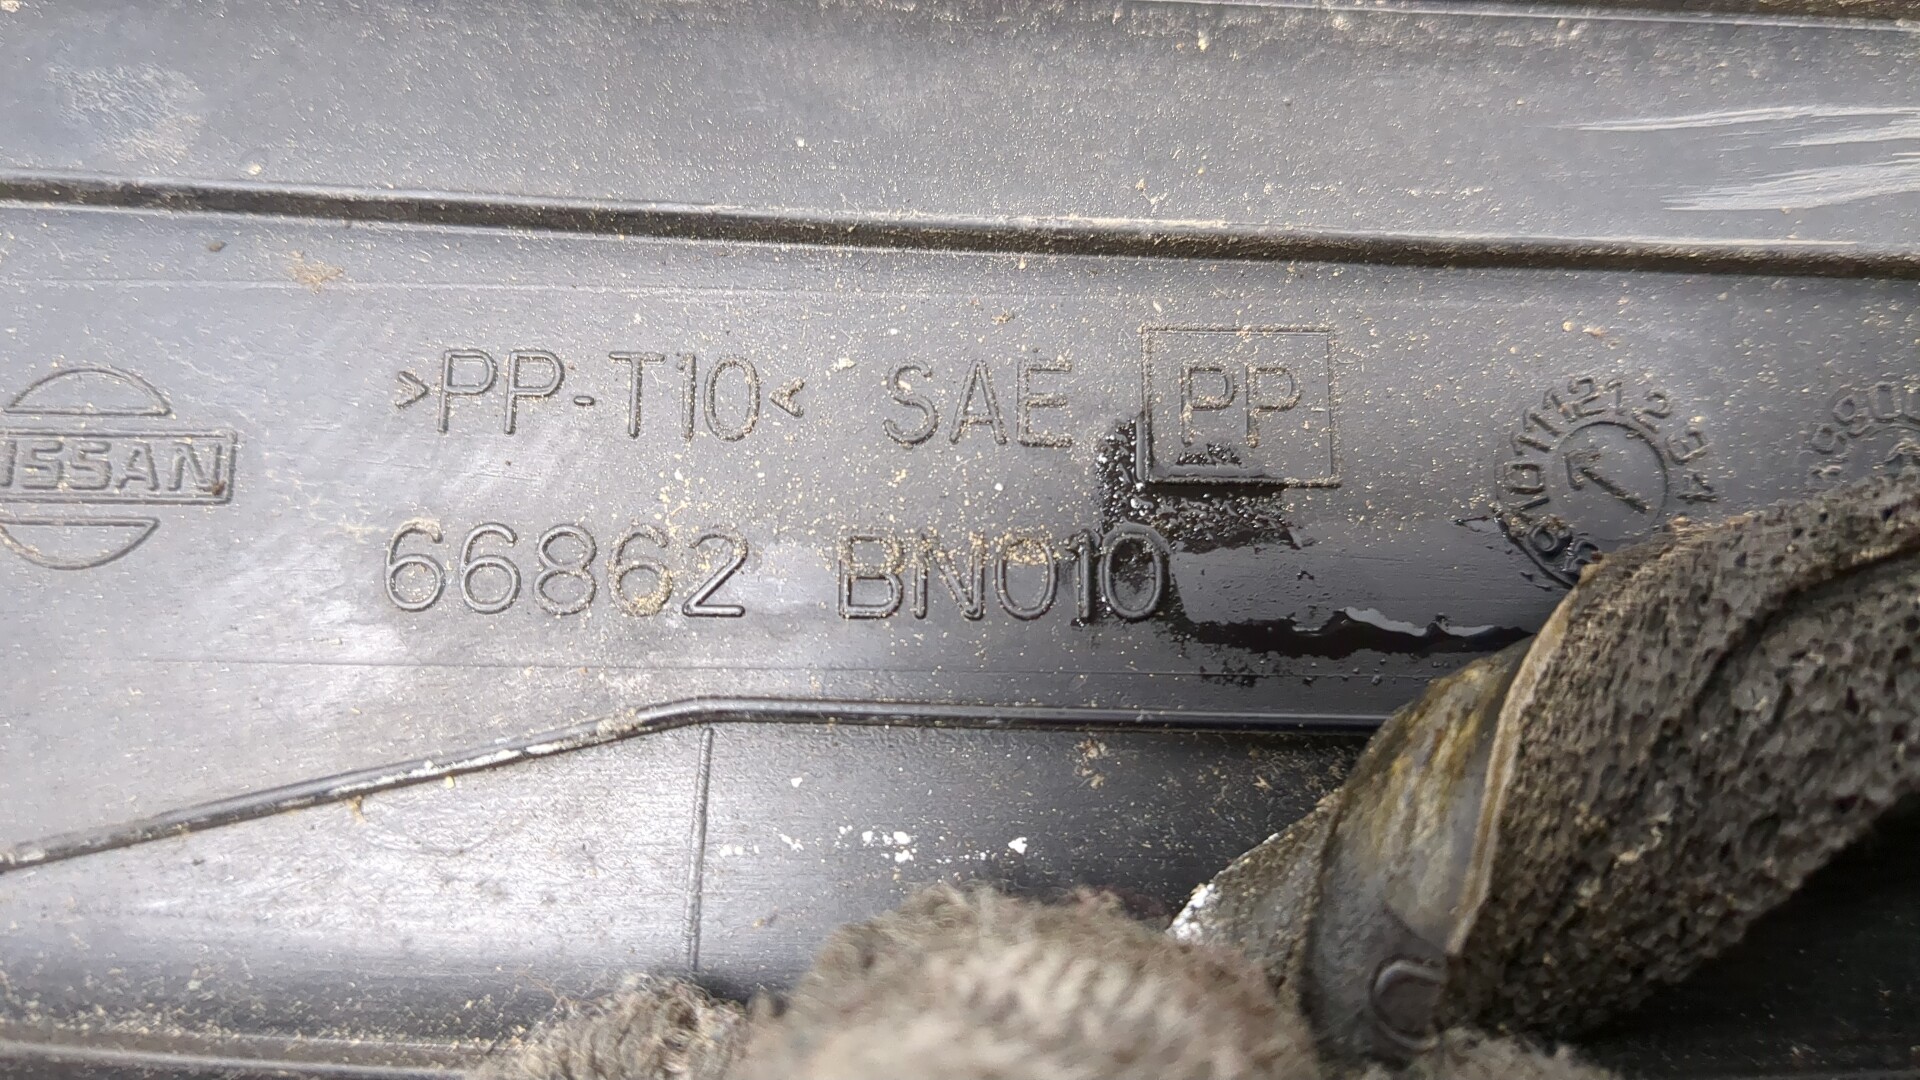 NISSAN
>PP-T10< SAE PP
66862 BN010